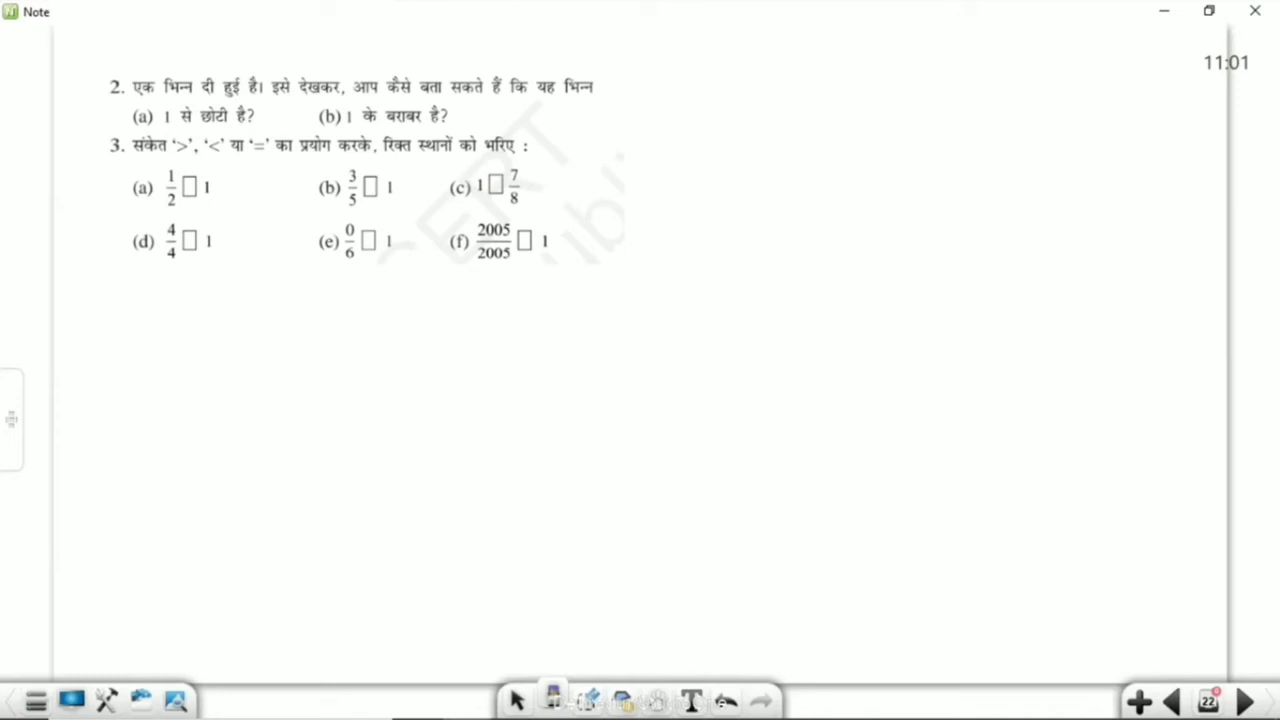 Note
11:01
2. एक भिन्न दी हुई है। इसे देखकर, आप कैसे बता सकते हैं कि यह भिन्न
(a) 1 से छोटी है? (b) 1 के बराबर है?
3. संकेत ‘>’, ‘<’ या ‘=’ का प्रयोग करके, रिक्त स्थानों को भरिए :
(a) 1/2 □ 1 (b) 3/5 □ 1 (c) 1 □ 7/8
(d) 4/4 □ 1 (e) 0/6 □ 1 (f) 2005/2005 □ 1
22